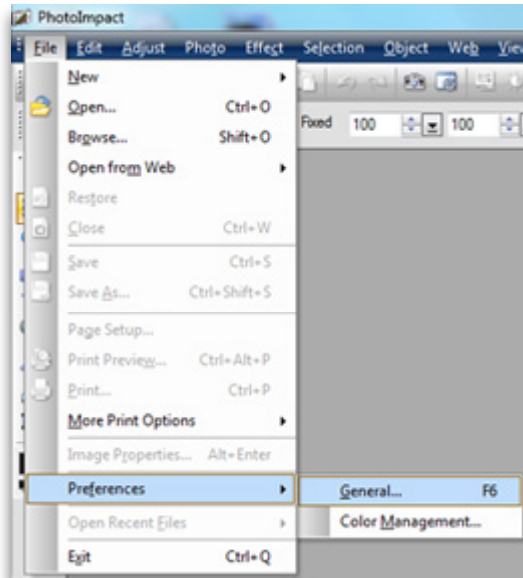 PhotoImpact
File Edit Adjust Photo Effect Selection Object Web View
New
Open... Ctrl+O
Fixed 100 100
Browse... Shift+O
Open from Web
Restore
Close Ctrl+W
Save Ctrl+S
Save As... Ctrl+Shift+S
Page Setup...
Print Preview... Ctrl+Alt+P
Print... Ctrl+P
More Print Options
Image Properties... Alt+Enter
Preferences General... F6
Open Recent Files Color Management...
Exit Ctrl+Q